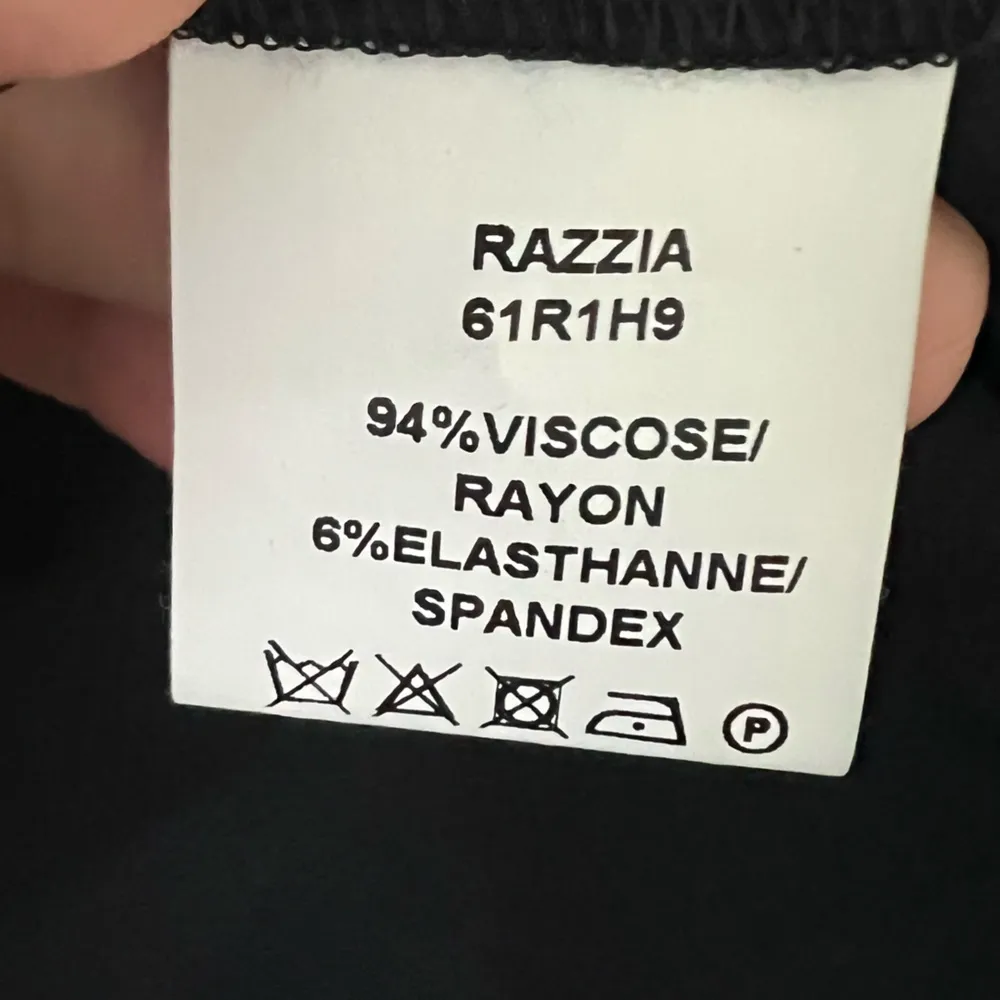 RAZZIA
61R1H9
94%VISCOSE/
RAYON
6%ELASTHANNE/
SPANDEX
P